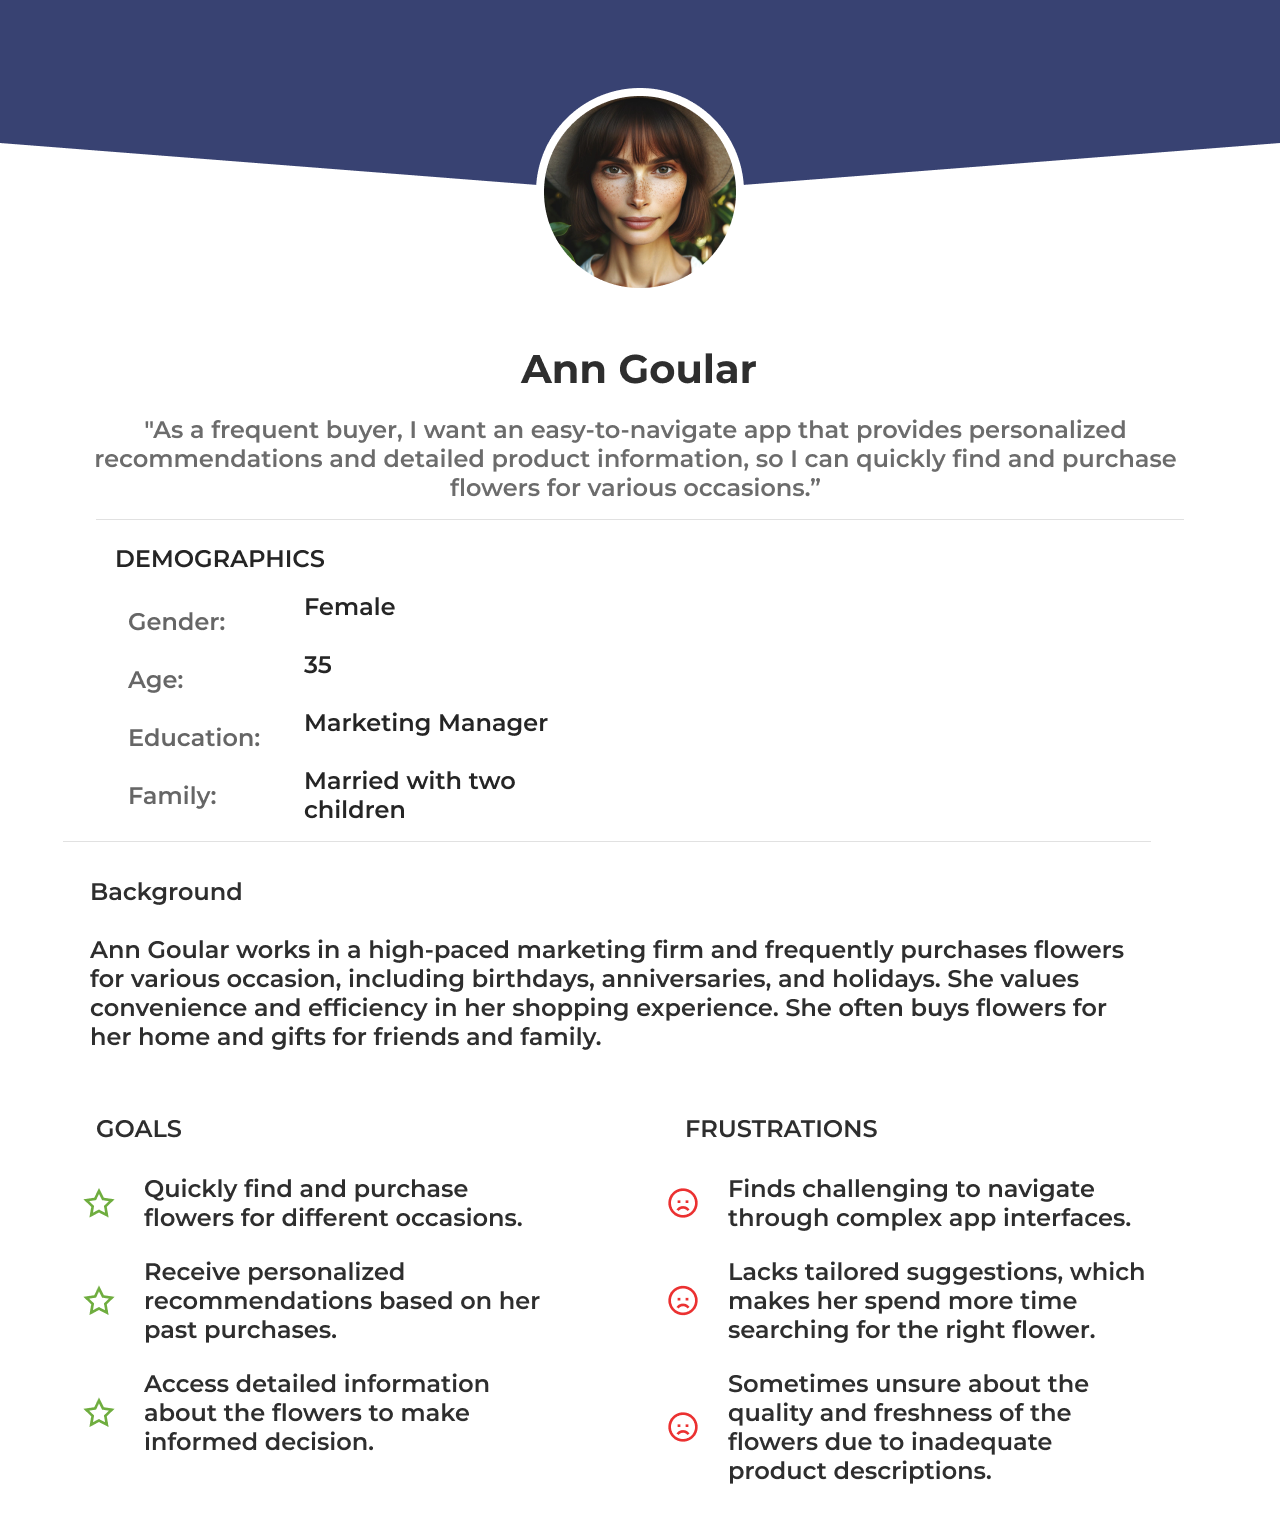 Ann Goular
"As a frequent buyer, I want an easy-to-navigate app that provides personalized
recommendations and detailed product information, so I can quickly find and purchase
flowers for various occasions.”
DEMOGRAPHICS
Gender: Female
Age: 35
Education: Marketing Manager
Family: Married with two
children
Background
Ann Goular works in a high-paced marketing firm and frequently purchases flowers
for various occasion, including birthdays, anniversaries, and holidays. She values
convenience and efficiency in her shopping experience. She often buys flowers for
her home and gifts for friends and family.
GOALS
Quickly find and purchase
flowers for different occasions.
Receive personalized
recommendations based on her
past purchases.
Access detailed information
about the flowers to make
informed decision.
FRUSTRATIONS
Finds challenging to navigate
through complex app interfaces.
Lacks tailored suggestions, which
makes her spend more time
searching for the right flower.
Sometimes unsure about the
quality and freshness of the
flowers due to inadequate
product descriptions.